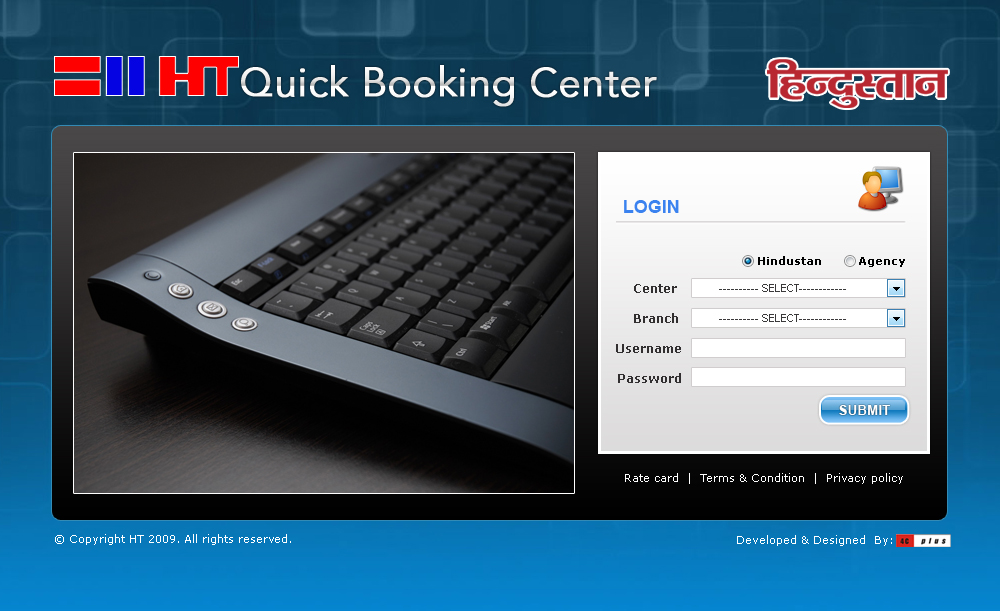 HT Quick Booking Center
हिन्दुस्तान
LOGIN
Hindustan Agency
Center ---------- SELECT------------
Branch ---------- SELECT------------
Username
Password
SUBMIT
Rate card | Terms & Condition | Privacy policy
© Copyright HT 2009. All rights reserved.
Developed & Designed By: 4C plus